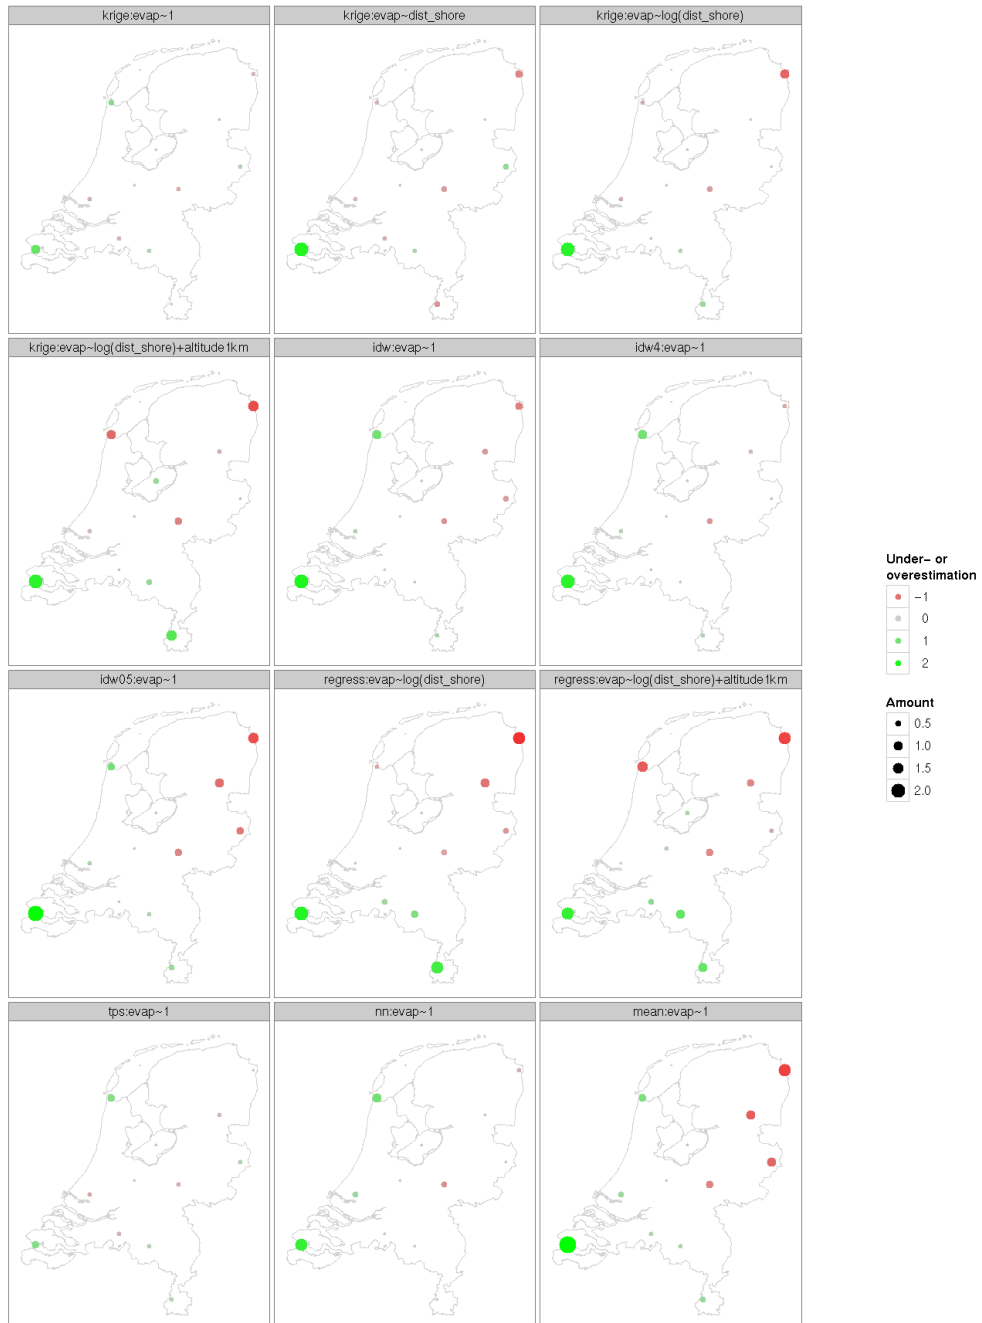 krige:evap~1
krige:evap~dist_shore
krige:evap~log(dist_shore)
krige:evap~log(dist_shore)+altitude1km
idw:evap~1
idw4:evap~1
idw05:evap~1
regress:evap~log(dist_shore)
regress:evap~log(dist_shore)+altitude1km
tps:evap~1
nn:evap~1
mean:evap~1
Under− or
overestimation
−1
0
1
2
Amount
0.5
1.0
1.5
2.0